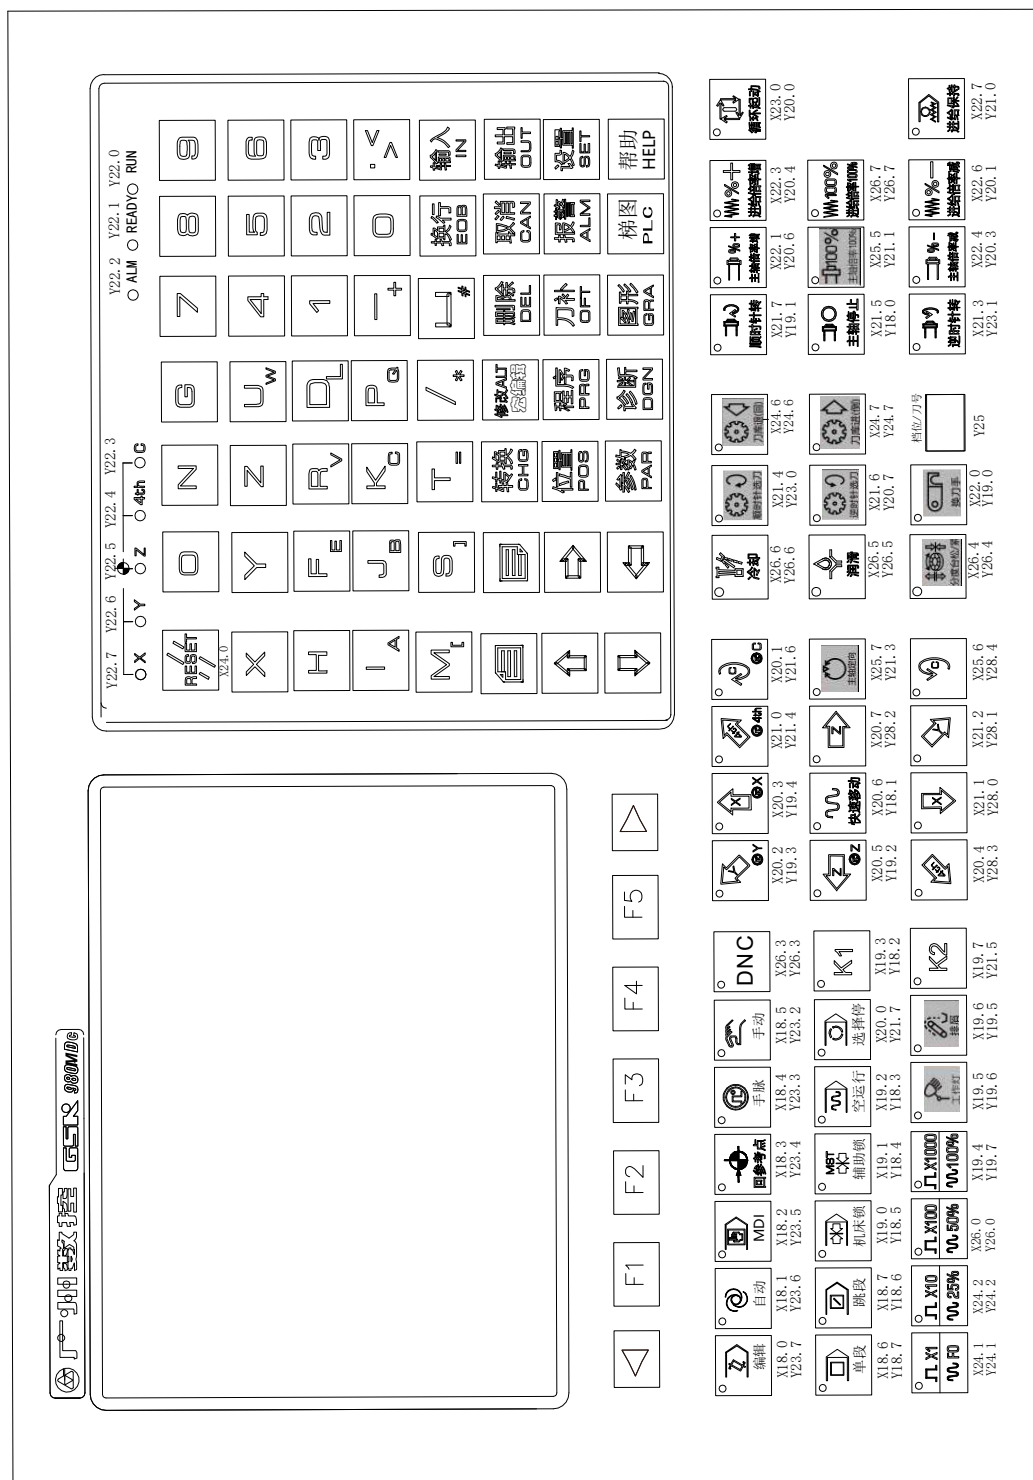 广州数控 GSK 980MDc
Y22.7 Y22.6 Y22.5 Y22.4 Y22.3 Y22.2 Y22.1 Y22.0
X Y Z 4th C ALM READY RUN
RESET O N G 7 8 9
X24.0
X Y Z U W 4 5 6
H F E R V D L 1 2 3
I A J B K C P Q - + 0 . < >
M [ S ] T = / * # 换行 输入
EOB IN
转换 修改ALT 删除 取消 输出
CHG 宏编辑 DEL CAN OUT
位置 程序 刀补 报警 设置
POS PRG OFT ALM SET
参数 诊断 图形 梯图 帮助
PAR DGN GRA PLC HELP
F1 F2 F3 F4 F5
编辑 自动 MDI 回参考点 手脉 手动 DNC Y X 4th C 冷却 顺时针选刀 刀库退(回) 顺时针转 %+ 主轴倍率增 %+ 进给倍率增 循环起动
X18.0 X18.1 X18.2 X18.3 X18.4 X18.5 X26.3 X20.2 X20.3 X21.0 X20.1 X26.6 X21.4 X24.6 X21.7 X22.1 X22.3 X23.0
Y23.7 Y23.6 Y23.5 Y23.4 Y23.3 Y23.2 Y26.3 Y19.3 Y19.4 Y21.4 Y21.6 Y26.6 Y23.0 Y24.6 Y19.1 Y20.6 Y20.4 Y20.0
单段 跳段 机床锁 MST 辅助锁 空运行 选择停 K1 Z 快速移动 Z 主轴定向 润滑 逆时针选刀 刀库进(倒) 主轴停止 100% 主轴倍率100% 100% 进给倍率100%
X18.6 X18.7 X19.0 X19.1 X19.2 X20.0 X19.3 X20.5 X20.6 X20.7 X25.7 X26.5 X21.6 X24.7 X21.5 X25.5 X26.7
Y18.7 Y18.6 Y18.5 Y18.4 Y18.3 Y21.7 Y18.2 Y19.2 Y18.1 Y28.2 Y21.3 Y26.5 Y20.7 Y24.7 Y18.0 Y21.1 Y26.7
X1 F0 X10 25% X100 50% X1000 100% 工作灯 排屑 K2 4th X Y C 分度台松/紧 换刀手 档位/刀号 逆时针转 %- 主轴倍率减 %- 进给倍率减 进给保持
X24.1 X24.2 X26.0 X19.4 X19.5 X19.6 X19.7 X20.4 X21.1 X21.2 X25.6 X26.4 X22.0 Y25 X21.3 X22.4 X22.6 X22.7
Y24.1 Y24.2 Y26.0 Y19.7 Y19.6 Y19.5 Y21.5 Y28.3 Y28.0 Y28.1 Y28.4 Y26.4 Y19.0 Y23.1 Y20.3 Y20.1 Y21.0